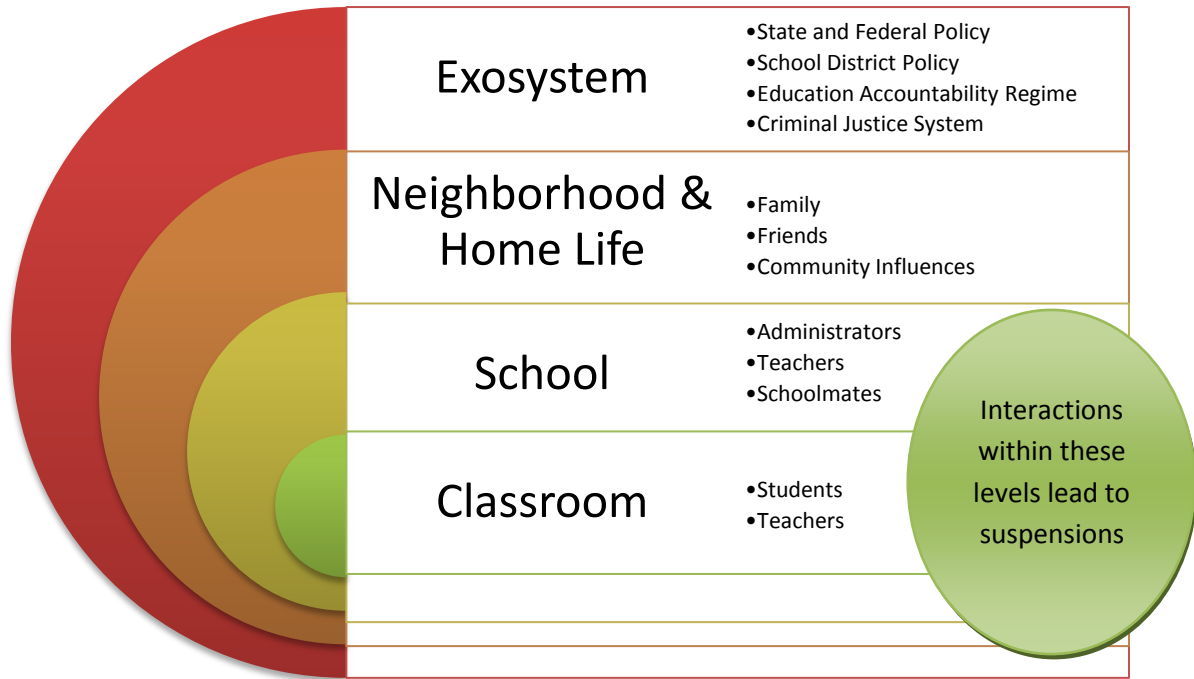 Exosystem
•State and Federal Policy
•School District Policy
•Education Accountability Regime
•Criminal Justice System
Neighborhood &
Home Life
•Family
•Friends
•Community Influences
School
•Administrators
•Teachers
•Schoolmates
Classroom
•Students
•Teachers
Interactions
within these
levels lead to
suspensions